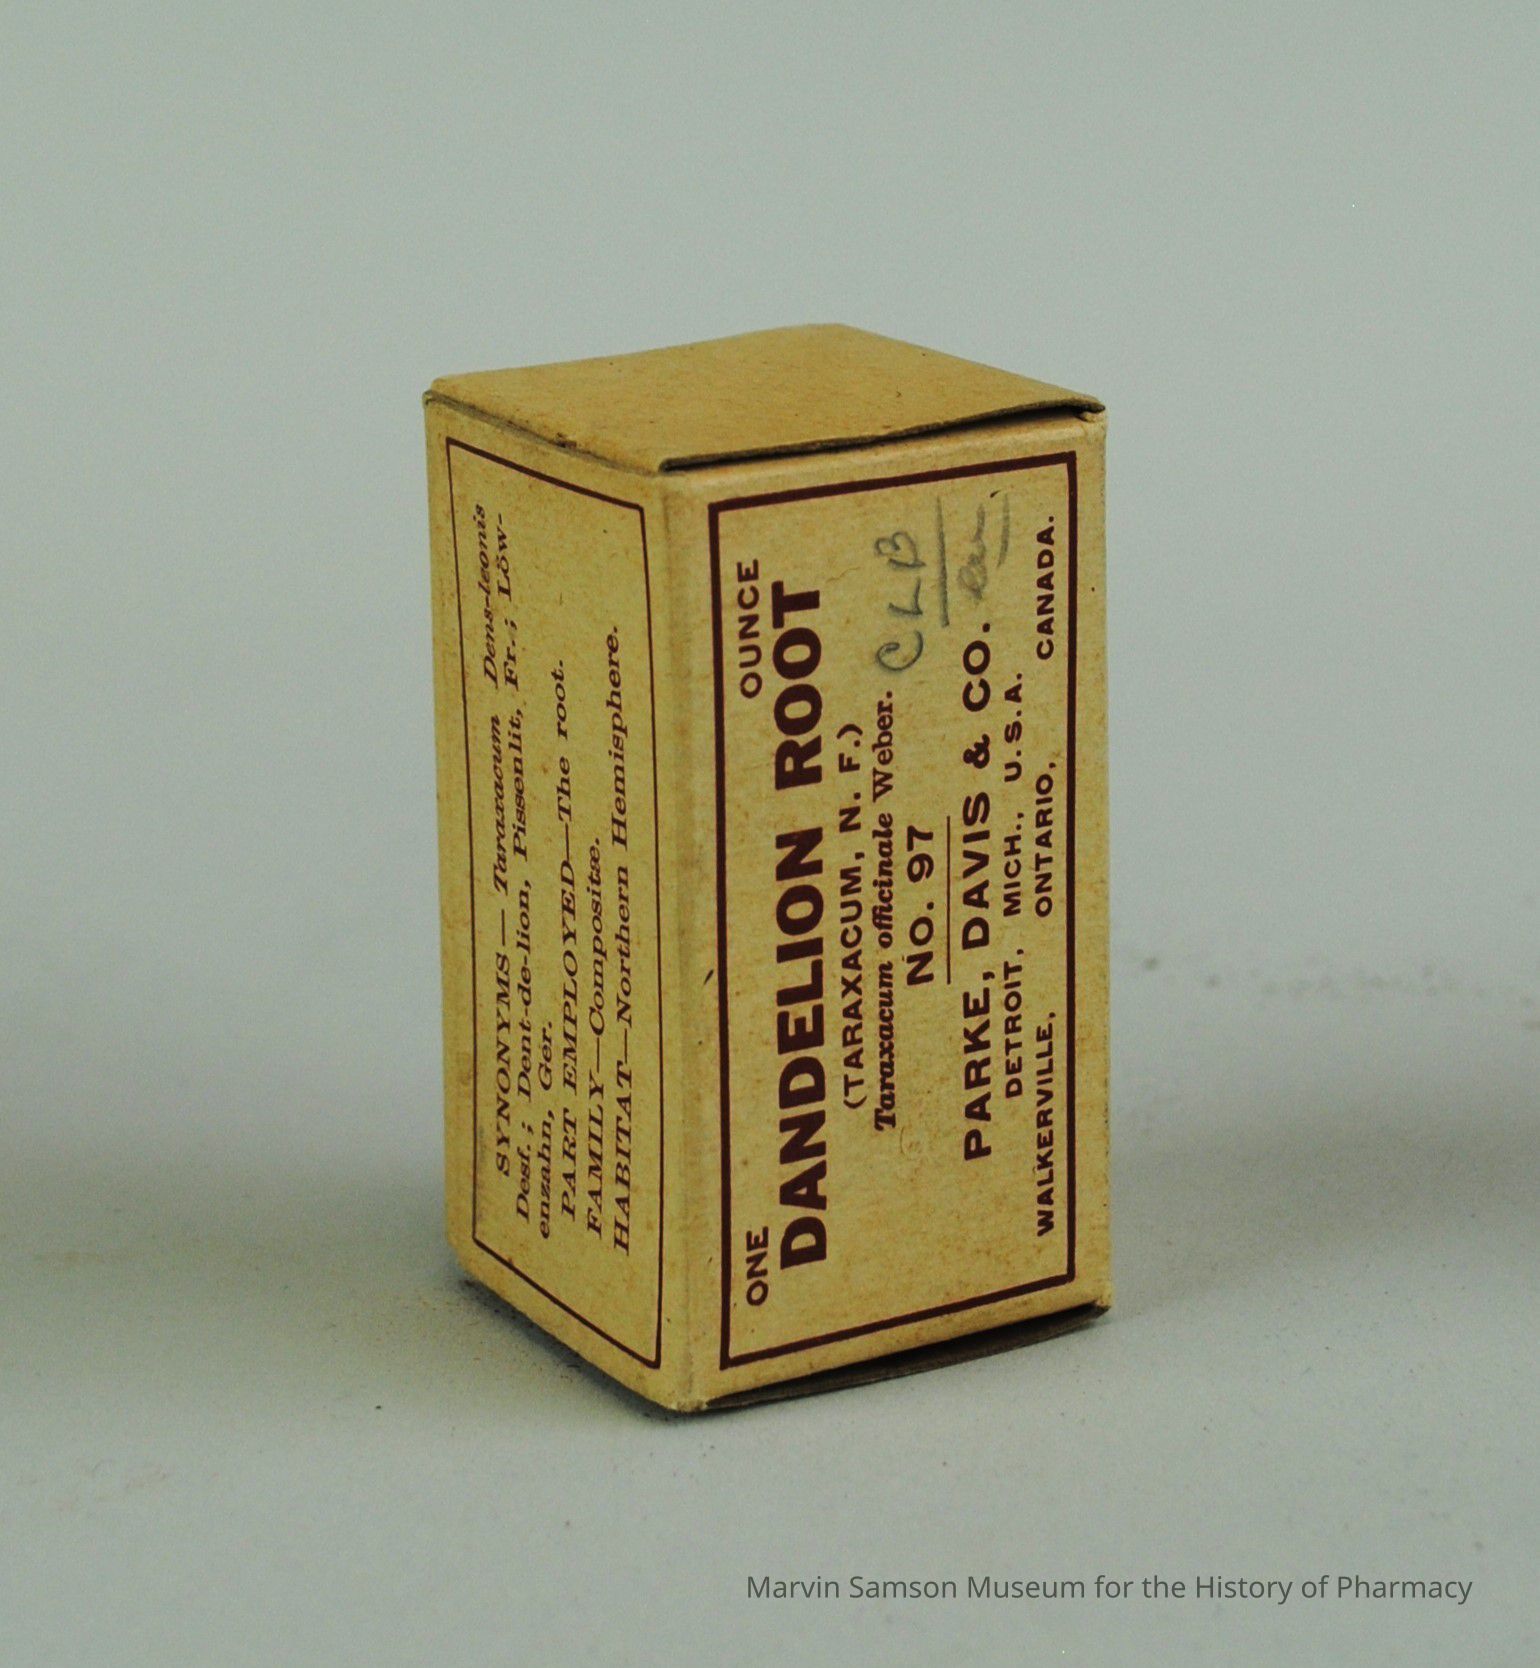 SYNONYMS—Taraxacum Dens-leonis
Desf.; Dent-de-lion, Pissenlit, Fr.; Löw-
enzahn, Ger.
PART EMPLOYED—The root.
FAMILY—Compositæ.
HABITAT—Northern Hemisphere.
ONE OUNCE
DANDELION ROOT
(TARAXACUM, N. F.)
Taraxacum officinale Weber.
CLB
NO. 97
PARKE, DAVIS & CO.
DETROIT, MICH., U.S.A.
WALKERVILLE, ONTARIO, CANADA.
Marvin Samson Museum for the History of Pharmacy